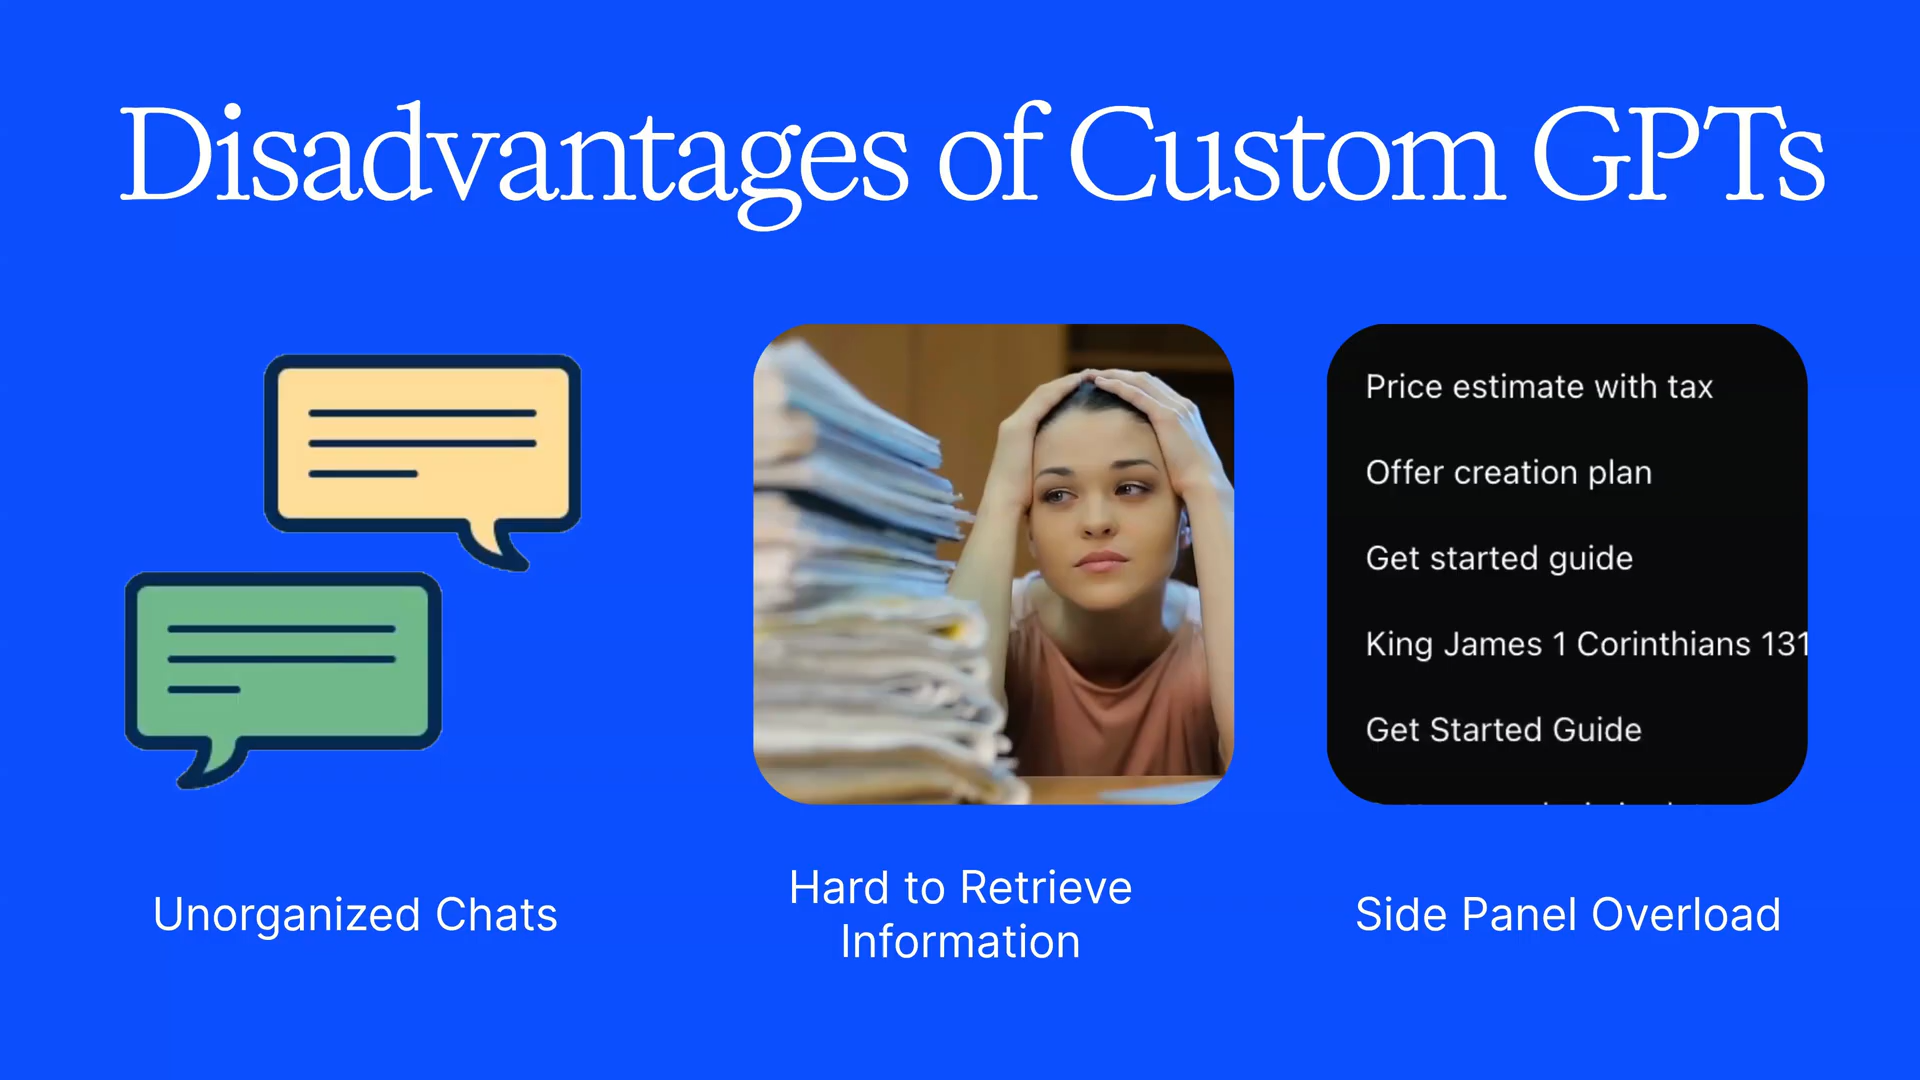 Disadvantages of Custom GPTs
Unorganized Chats
Hard to Retrieve
Information
Price estimate with tax
Offer creation plan
Get started guide
King James 1 Corinthians 131
Get Started Guide
Side Panel Overload